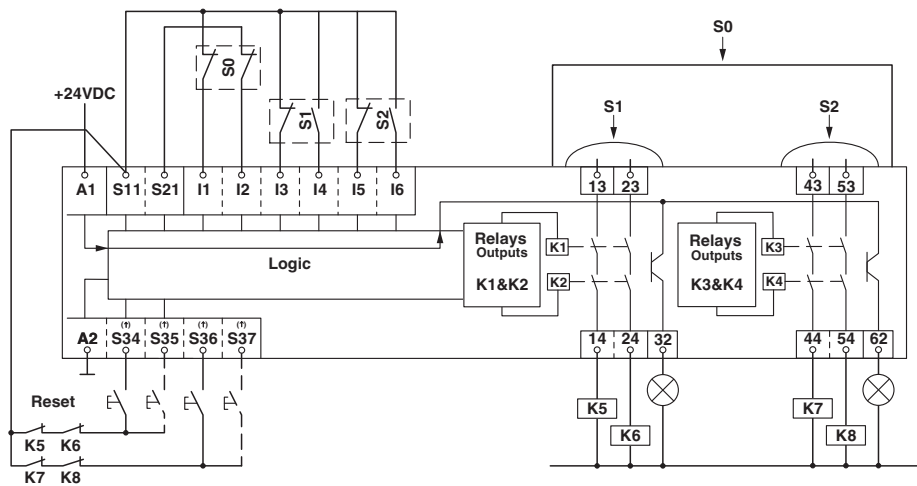 S0
+24VDC
S0
S1
S2
S1
S2
A1 S11 S21 I1 I2 I3 I4 I5 I6
13 23
43 53
Logic
Relays
Outputs
K1&K2
K1
K2
Relays
Outputs
K3&K4
K3
K4
A2 S34 S35 S36 S37
(†) (†) (†) (†)
14 24 32
44 54 62
Reset
K5 K6
K7 K8
K5
K6
K7
K8